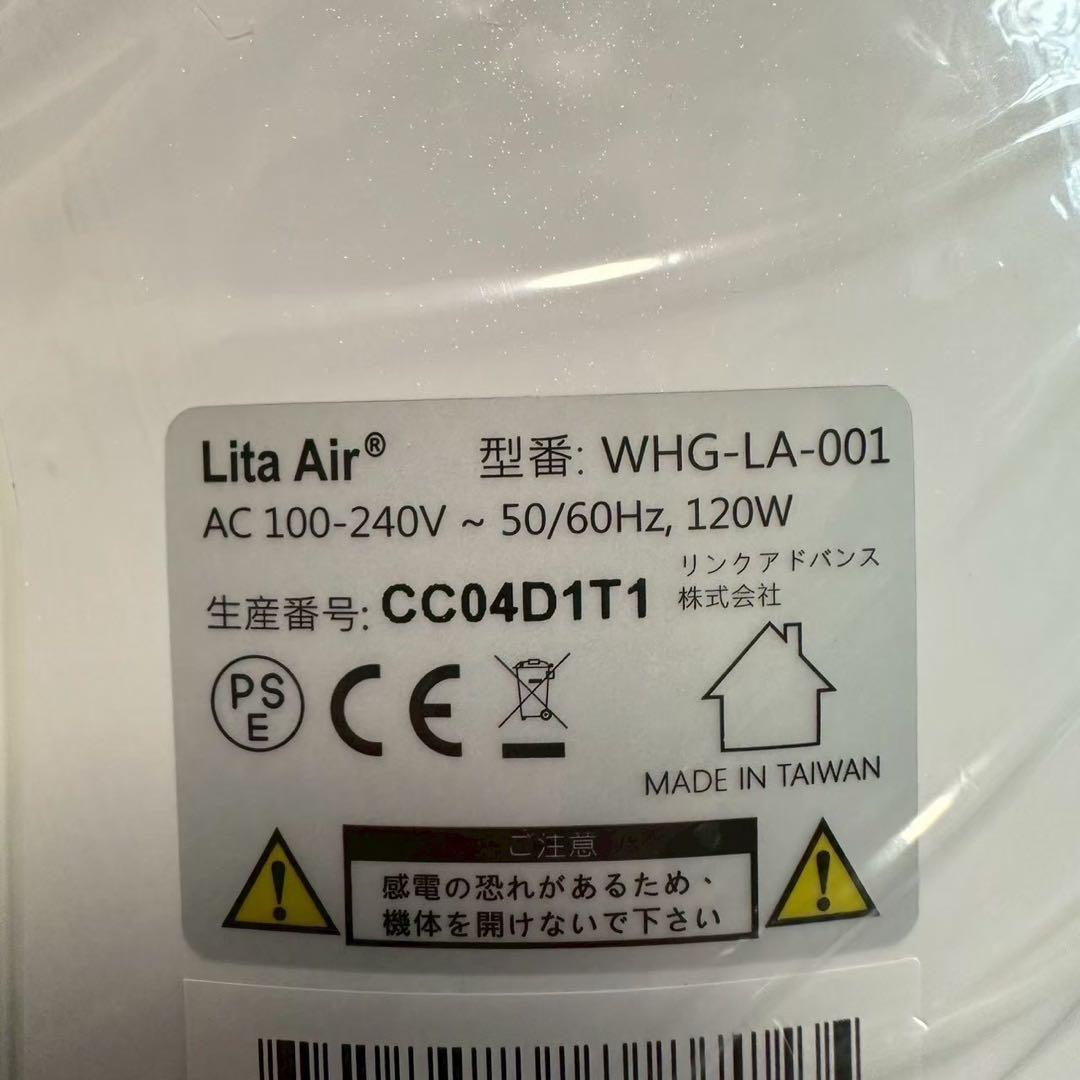 Lita Air® 型番: WHG-LA-001
AC 100-240V ~ 50/60Hz, 120W
リンクアドバンス
株式会社
生産番号: CC04D1T1
PS
E
CE
MADE IN TAIWAN
ご注意
感電の恐れがあるため、
機体を開けないで下さい